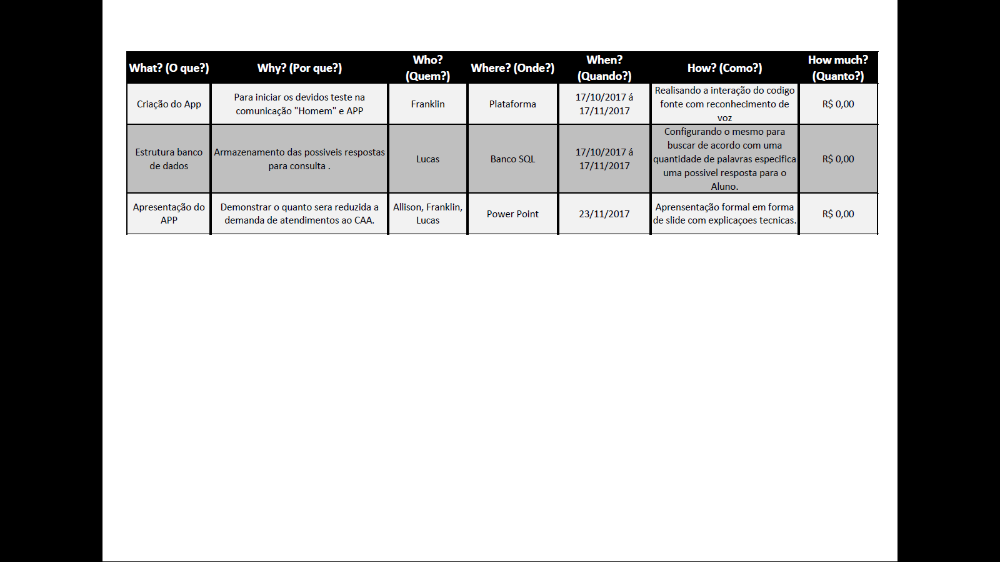 What? (O que?)
Why? (Por que?)
Who?
(Quem?)
Where? (Onde?)
When?
(Quando?)
How? (Como?)
How much?
(Quanto?)
Criação do App
Para iniciar os devidos teste na
comunicação "Homem" e APP
Franklin
Plataforma
17/10/2017 á
17/11/2017
Realisando a interação do codigo
fonte com reconhecimento de
voz
R$ 0,00
Estrutura banco
de dados
Armazenamento das possiveis respostas
para consulta .
Lucas
Banco SQL
17/10/2017 á
17/11/2017
Configurando o mesmo para
buscar de acordo com uma
quantidade de palavras especifica
uma possivel resposta para o
Aluno.
R$ 0,00
Apresentação do
APP
Demonstrar o quanto sera reduzida a
demanda de atendimentos ao CAA.
Allison, Franklin,
Lucas
Power Point
23/11/2017
Aprensentação formal em forma
de slide com explicaçoes tecnicas.
R$ 0,00